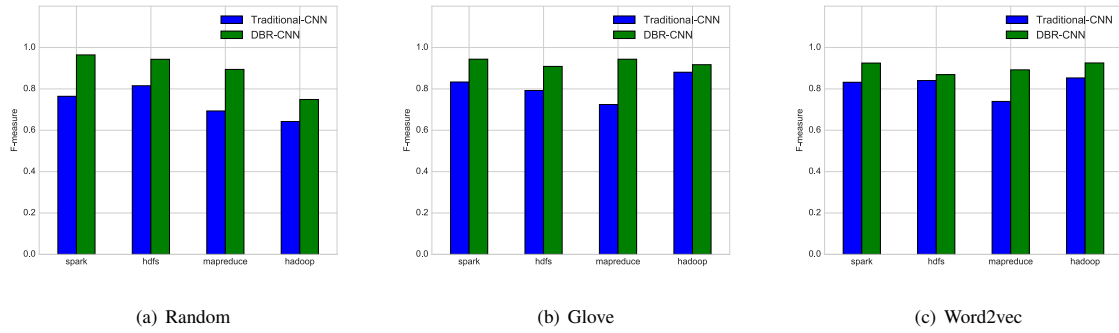 Traditional-CNN
DBR-CNN
1.0
0.8
0.6
0.4
0.2
0.0
F-measure
spark hdfs mapreduce hadoop
(a) Random
Traditional-CNN
DBR-CNN
1.0
0.8
0.6
0.4
0.2
0.0
F-measure
spark hdfs mapreduce hadoop
(b) Glove
Traditional-CNN
DBR-CNN
1.0
0.8
0.6
0.4
0.2
0.0
F-measure
spark hdfs mapreduce hadoop
(c) Word2vec